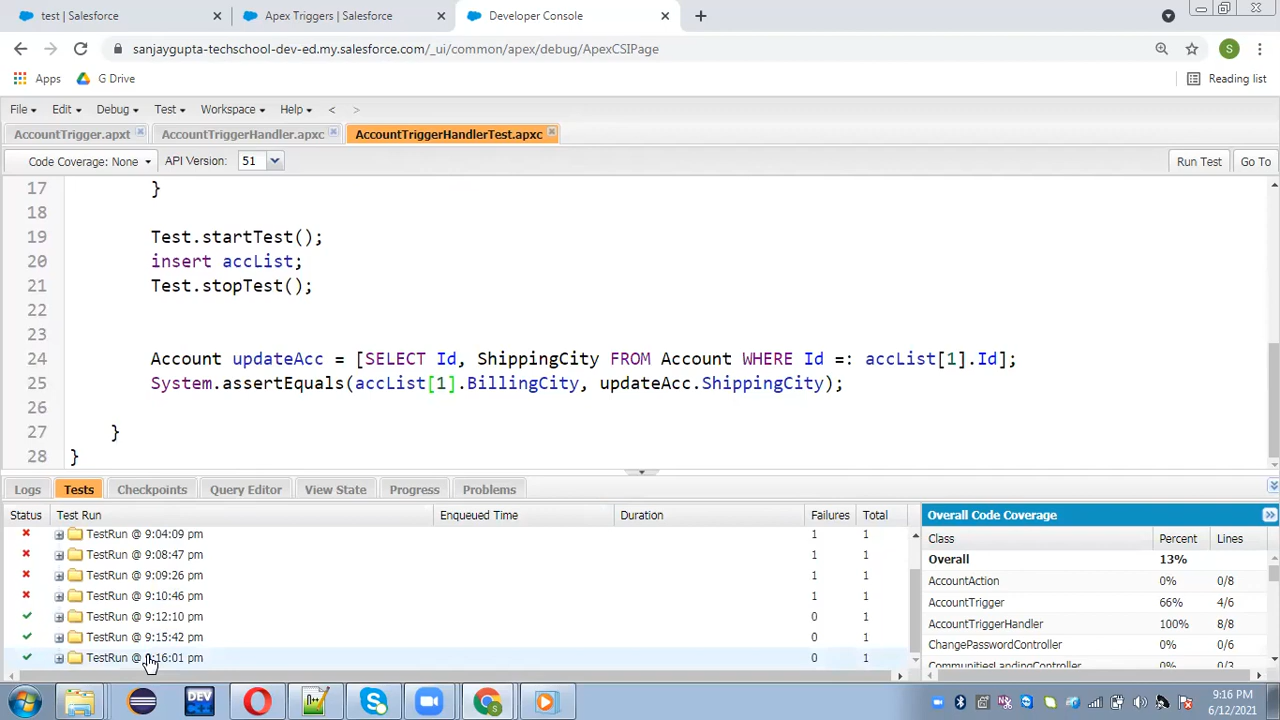 test | Salesforce
Apex Triggers | Salesforce
Developer Console
sanjaygupta-techschool-dev-ed.my.salesforce.com/_ui/common/apex/debug/ApexCSIPage
S
Apps
G Drive
Reading list
File
Edit
Debug
Test
Workspace
Help
<
>
AccountTrigger.apxt
AccountTriggerHandler.apxc
AccountTriggerHandlerTest.apxc
Code Coverage: None
API Version:
51
Run Test
Go To
17 }
18
19 Test.startTest();
20 insert accList;
21 Test.stopTest();
22
23
24 Account updateAcc = [SELECT Id, ShippingCity FROM Account WHERE Id =: accList[1].Id];
25 System.assertEquals(accList[1].BillingCity, updateAcc.ShippingCity);
26
27 }
28 }
Logs
Tests
Checkpoints
Query Editor
View State
Progress
Problems
Status Test Run Enqueued Time Duration Failures Total
TestRun @ 9:04:09 pm 1 1
TestRun @ 9:08:47 pm 1 1
TestRun @ 9:09:26 pm 1 1
TestRun @ 9:10:46 pm 1 1
TestRun @ 9:12:10 pm 0 1
TestRun @ 9:15:42 pm 0 1
TestRun @ 9:16:01 pm 0 1
Overall Code Coverage
Class Percent Lines
Overall 13%
AccountAction 0% 0/8
AccountTrigger 66% 4/6
AccountTriggerHandler 100% 8/8
ChangePasswordController 0% 0/6
CommunitiesLandingController 0% 0/3
DEV
9:16 PM
6/12/2021